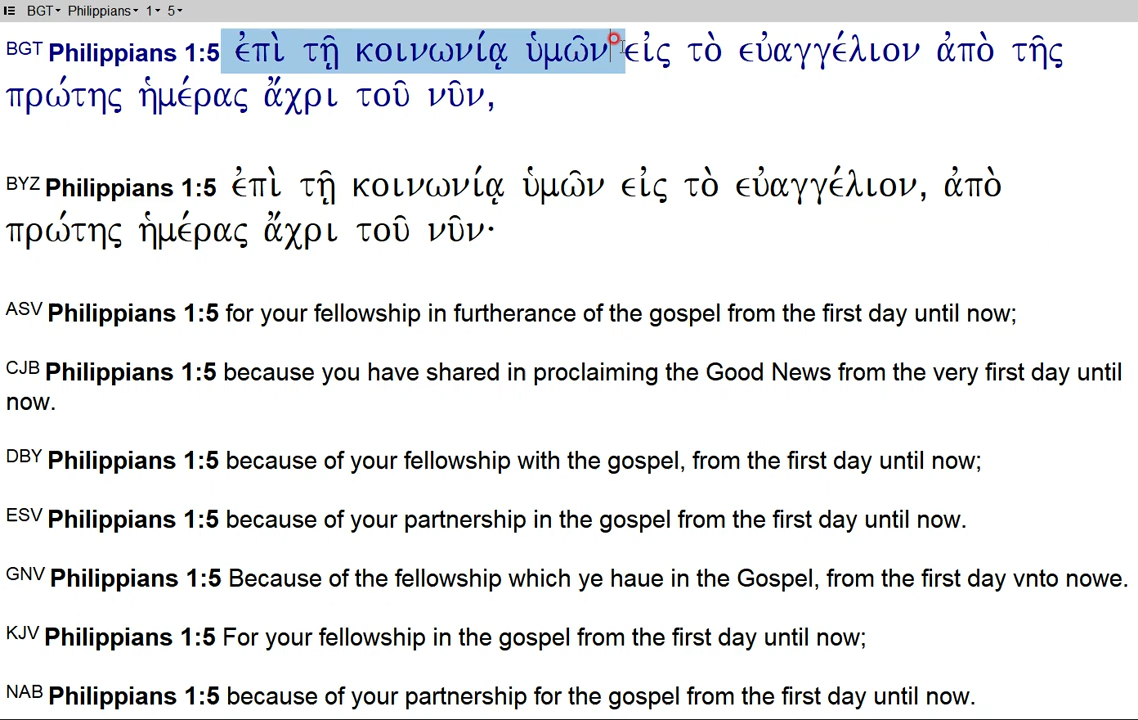 BGT Philippians 1 5
BGT Philippians 1:5 ἐπὶ τῇ κοινωνίᾳ ὑμῶν εἰς τὸ εὐαγγέλιον ἀπὸ τῆς
πρώτης ἡμέρας ἄχρι τοῦ νῦν,
BYZ Philippians 1:5 ἐπὶ τῇ κοινωνίᾳ ὑμῶν εἰς τὸ εὐαγγέλιον, ἀπὸ
πρώτης ἡμέρας ἄχρι τοῦ νῦν·
ASV Philippians 1:5 for your fellowship in furtherance of the gospel from the first day until now;
CJB Philippians 1:5 because you have shared in proclaiming the Good News from the very first day until
now.
DBY Philippians 1:5 because of your fellowship with the gospel, from the first day until now;
ESV Philippians 1:5 because of your partnership in the gospel from the first day until now.
GNV Philippians 1:5 Because of the fellowship which ye haue in the Gospel, from the first day vnto nowe.
KJV Philippians 1:5 For your fellowship in the gospel from the first day until now;
NAB Philippians 1:5 because of your partnership for the gospel from the first day until now.